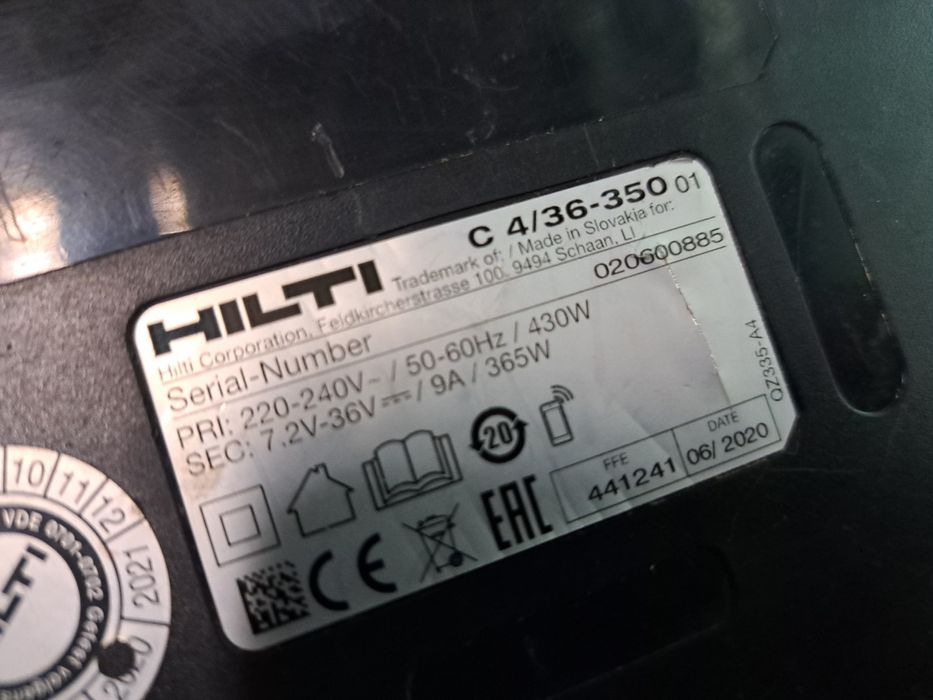 HILTI
C 4/36-350 01
Trademark of: / Made in Slovakia for:
Hilti Corporation, Feldkircherstrasse 100, 9494 Schaan, LI
Serial-Number 020600885
PRI: 220-240V~ / 50-60Hz / 430W
SEC: 7.2V-36V⎓ / 9A / 365W
20
FFE
441241
DATE
06/ 2020
CE
EAC
QZ335-A4
10 11 12
2021
2020
VDE 0701-0702 Getest